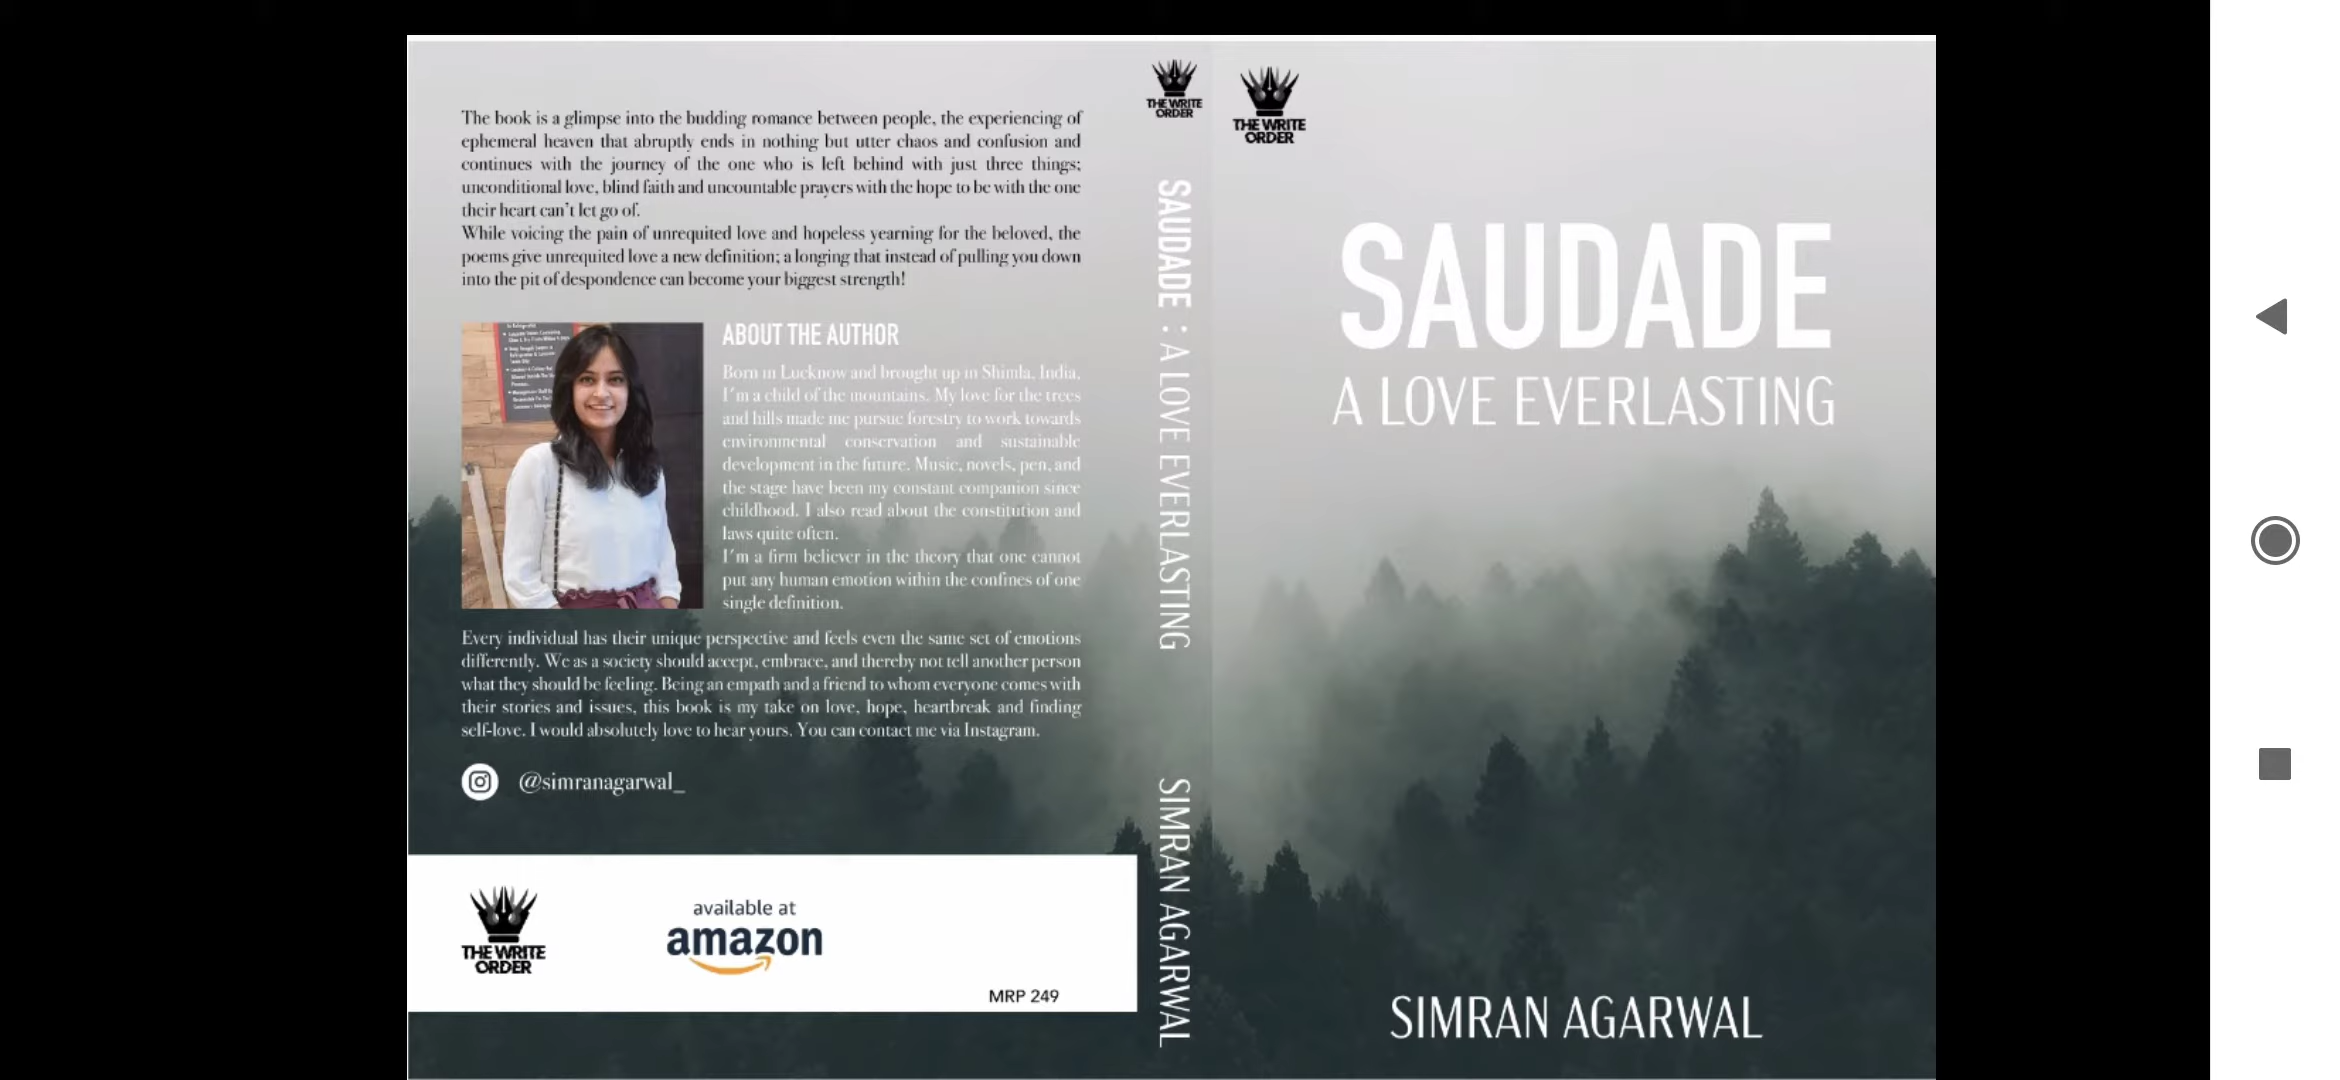 The book is a glimpse into the budding romance between people, the experiencing of
ephemeral heaven that abruptly ends in nothing but utter chaos and confusion and
continues with the journey of the one who is left behind with just three things;
unconditional love, blind faith and uncountable prayers with the hope to be with the one
their heart can't let go of.
While voicing the pain of unrequited love and hopeless yearning for the beloved, the
poems give unrequited love a new definition; a longing that instead of pulling you down
into the pit of despondence can become your biggest strength!
ABOUT THE AUTHOR
Born in Lucknow and brought up in Shimla, India,
I'm a child of the mountains. My love for the trees
and hills made me pursue forestry to work towards
environmental conservation and sustainable
development in the future. Music, novels, pen, and
the stage have been my constant companion since
childhood. I also read about the constitution and
laws quite often.
I'm a firm believer in the theory that one cannot
put any human emotion within the confines of one
single definition.
Every individual has their unique perspective and feels even the same set of emotions
differently. We as a society should accept, embrace, and thereby not tell another person
what they should be feeling. Being an empath and a friend to whom everyone comes with
their stories and issues, this book is my take on love, hope, heartbreak and finding
self-love. I would absolutely love to hear yours. You can contact me via Instagram.
@simranagarwal_
THE WRITE
ORDER
available at
amazon
MRP 249
THE WRITE
ORDER
SAUDADE : A LOVE EVERLASTING
SIMRAN AGARWAL
THE WRITE
ORDER
SAUDADE
A LOVE EVERLASTING
SIMRAN AGARWAL